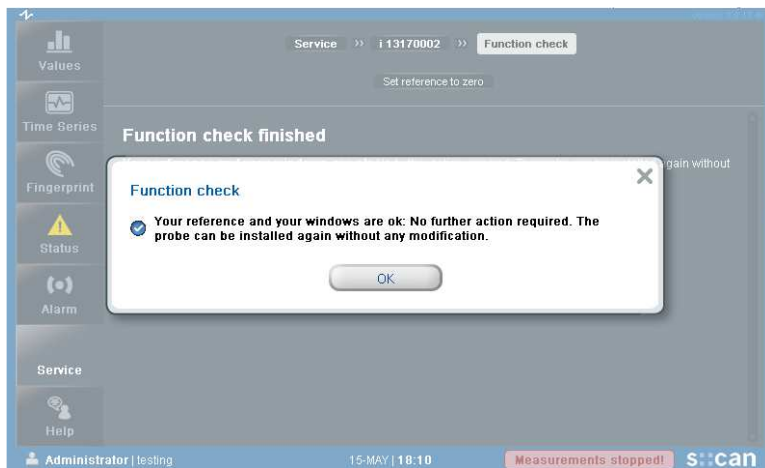 Values
Service » i 13170002 » Function check
Set reference to zero
Time Series
Function check finished
gain without
Fingerprint
Function check
Your reference and your windows are ok: No further action required. The
probe can be installed again without any modification.
OK
Status
Alarm
Service
Help
Administrator | testing
15-MAY | 18:10
Measurements stopped!
s::can